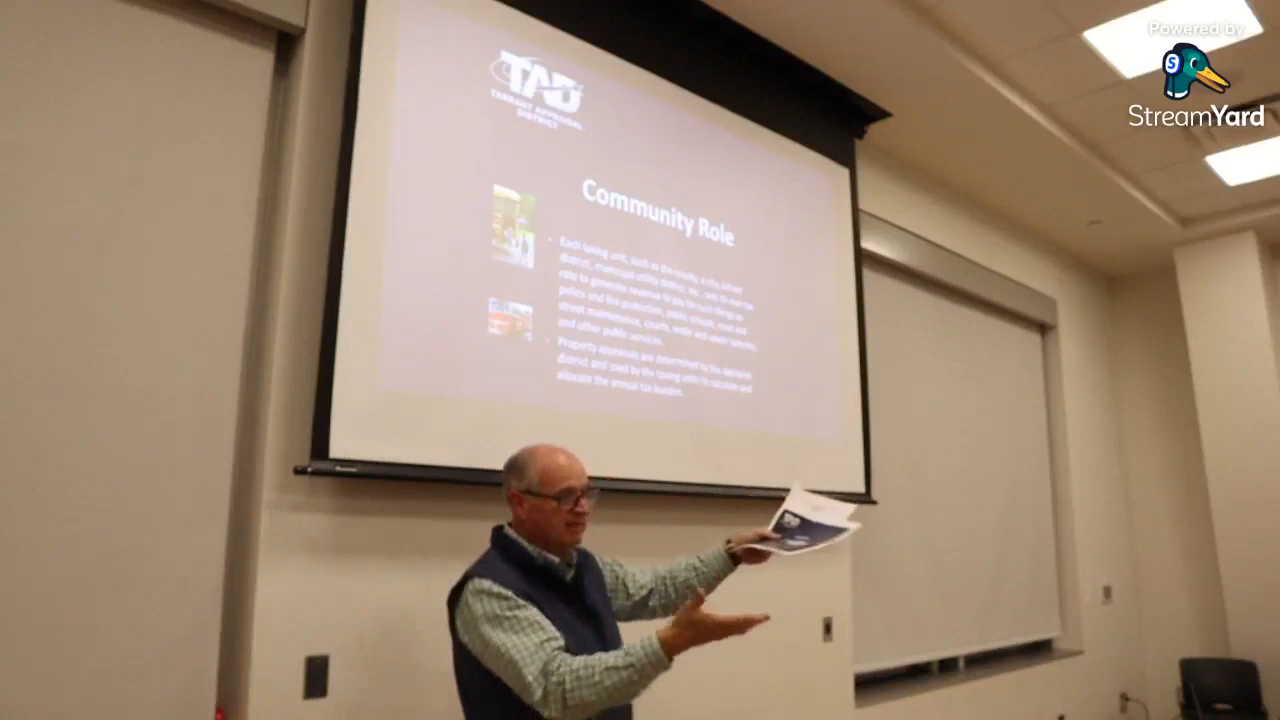 Powered by
StreamYard
TAD
TARRANT APPRAISAL
DISTRICT
Community Role
Each taxing unit, such as the county, a city, school
district, municipal utility district, etc., sets its own tax
rate to generate revenue to pay for such things as
police and fire protection, public schools, road and
street maintenance, courts, water and sewer systems,
and other public services.
Property appraisals are determined by the appraisal
district and used by the taxing units to calculate and
allocate the annual tax burden.